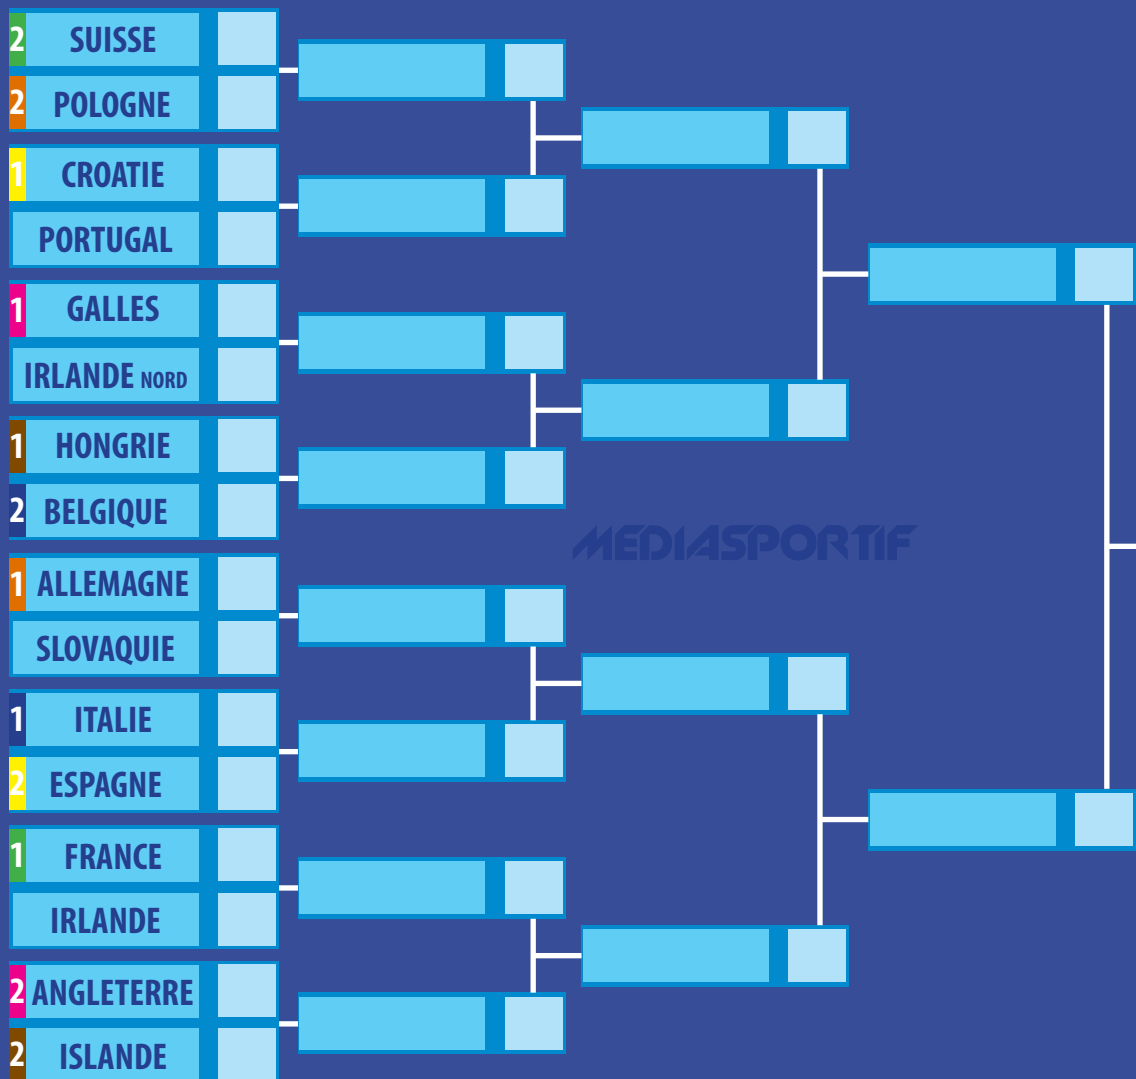 2 SUISSE
2 POLOGNE
1 CROATIE
PORTUGAL
1 GALLES
IRLANDE NORD
1 HONGRIE
2 BELGIQUE
MEDIASPORTIF
1 ALLEMAGNE
SLOVAQUIE
1 ITALIE
2 ESPAGNE
1 FRANCE
IRLANDE
2 ANGLETERRE
2 ISLANDE